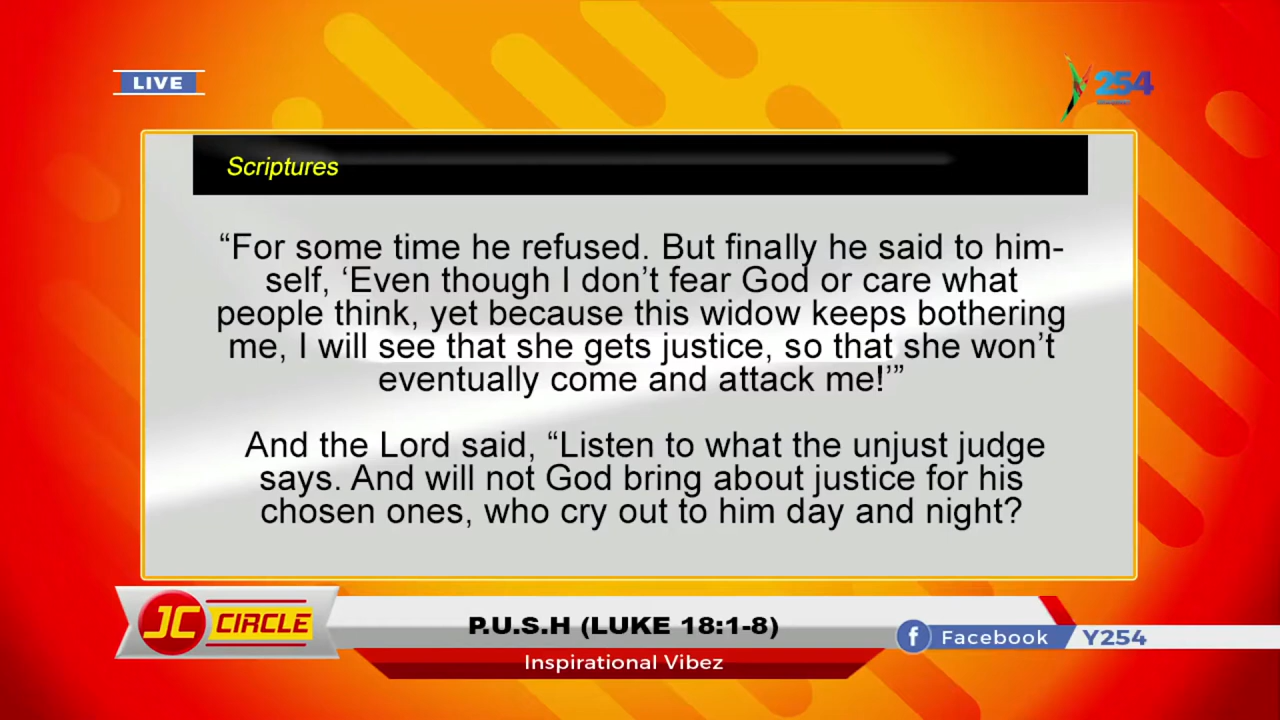 LIVE
Y254
Scriptures
“For some time he refused. But finally he said to him-
self, ‘Even though I don’t fear God or care what
people think, yet because this widow keeps bothering
me, I will see that she gets justice, so that she won’t
eventually come and attack me!’”
And the Lord said, “Listen to what the unjust judge
says. And will not God bring about justice for his
chosen ones, who cry out to him day and night?
JC CIRCLE
P.U.S.H (LUKE 18:1-8)
Facebook Y254
Inspirational Vibez